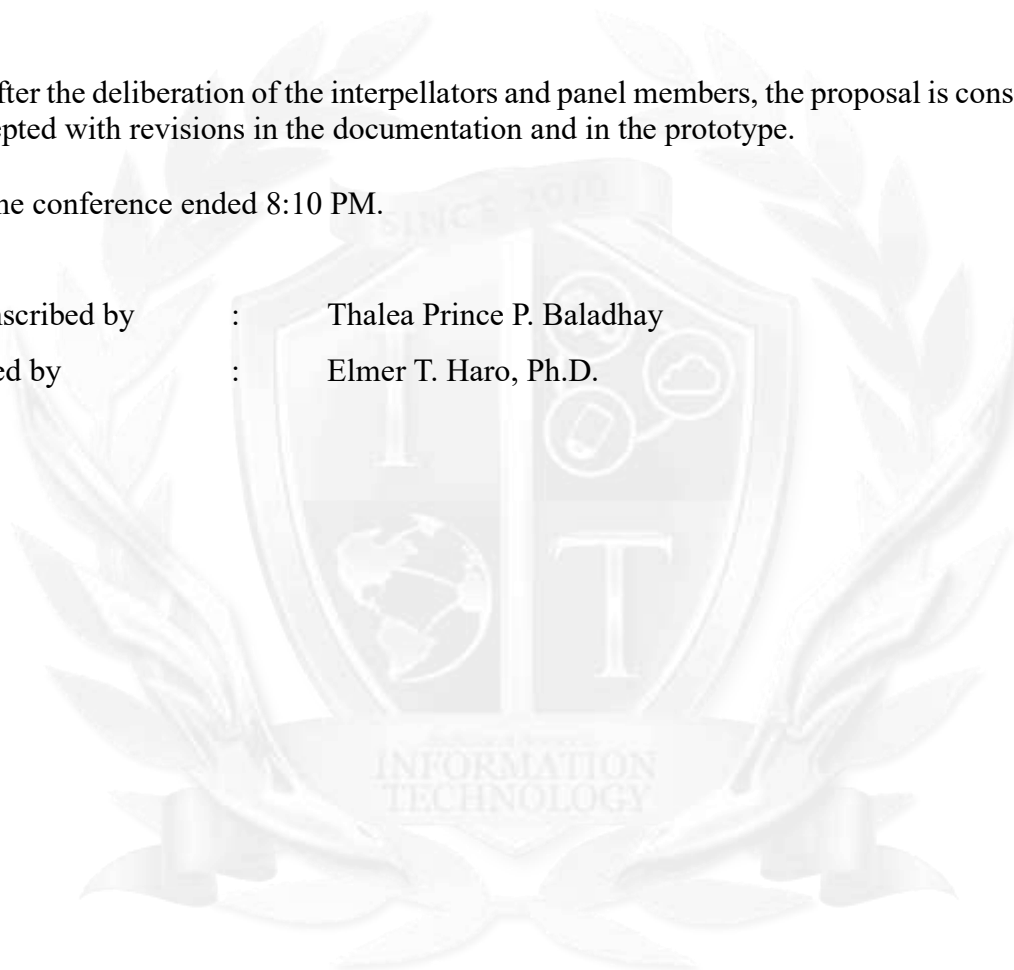 fter the deliberation of the interpellators and panel members, the proposal is cons
epted with revisions in the documentation and in the prototype.
ne conference ended 8:10 PM.
SINCE 2010
nscribed by : Thalea Prince P. Baladhay
ed by : Elmer T. Haro, Ph.D.
I
T
INFORMATION
TECHNOLOGY